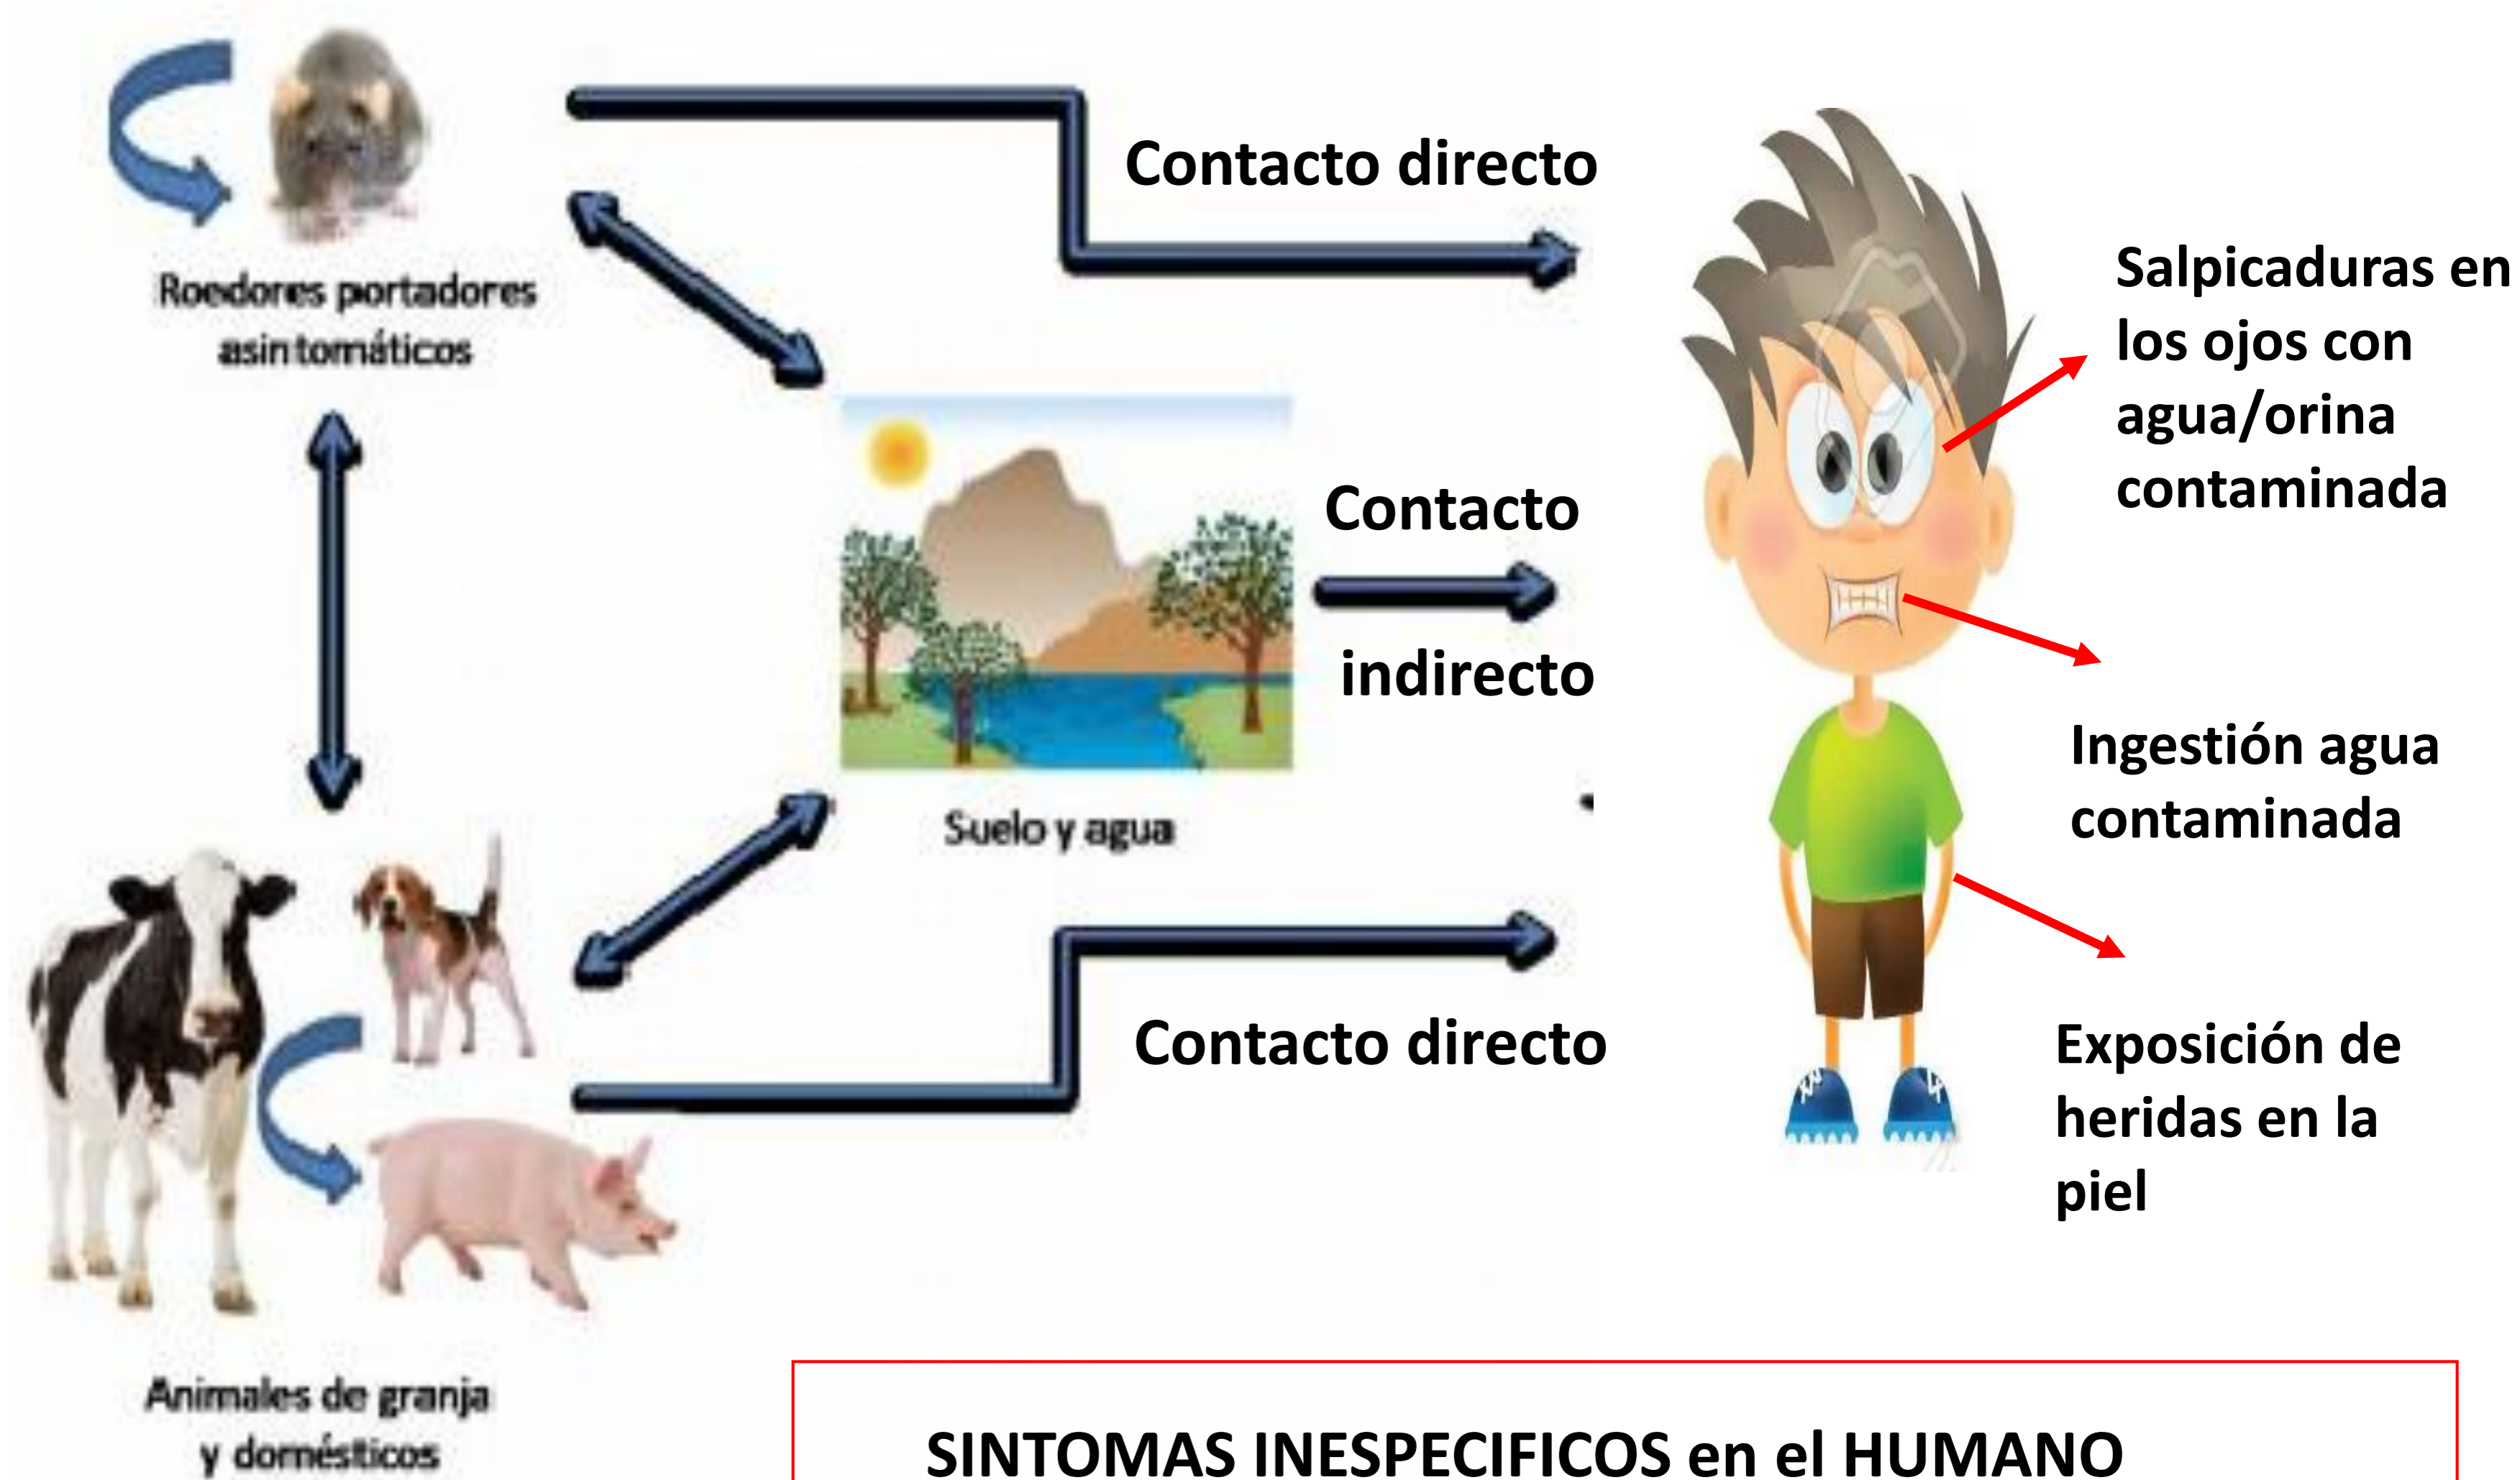 Contacto directo
Roedores portadores
asintomáticos
Salpicaduras en
los ojos con
agua/orina
contaminada
Contacto
indirecto
Suelo y agua
Ingestión agua
contaminada
Contacto directo
Exposición de
heridas en la
piel
Animales de granja
y domésticos
SINTOMAS INESPECIFICOS en el HUMANO